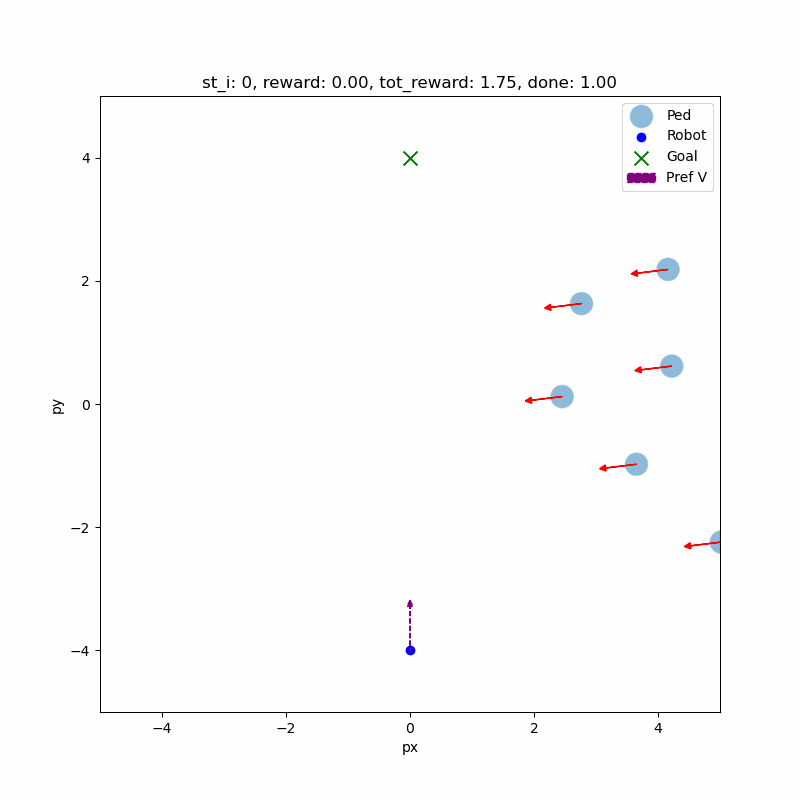 st_i: 0, reward: 0.00, tot_reward: 1.75, done: 1.00
Ped
Robot
Goal
Pref V
4
2
0
−2
−4
py
−4
−2
0
2
4
px